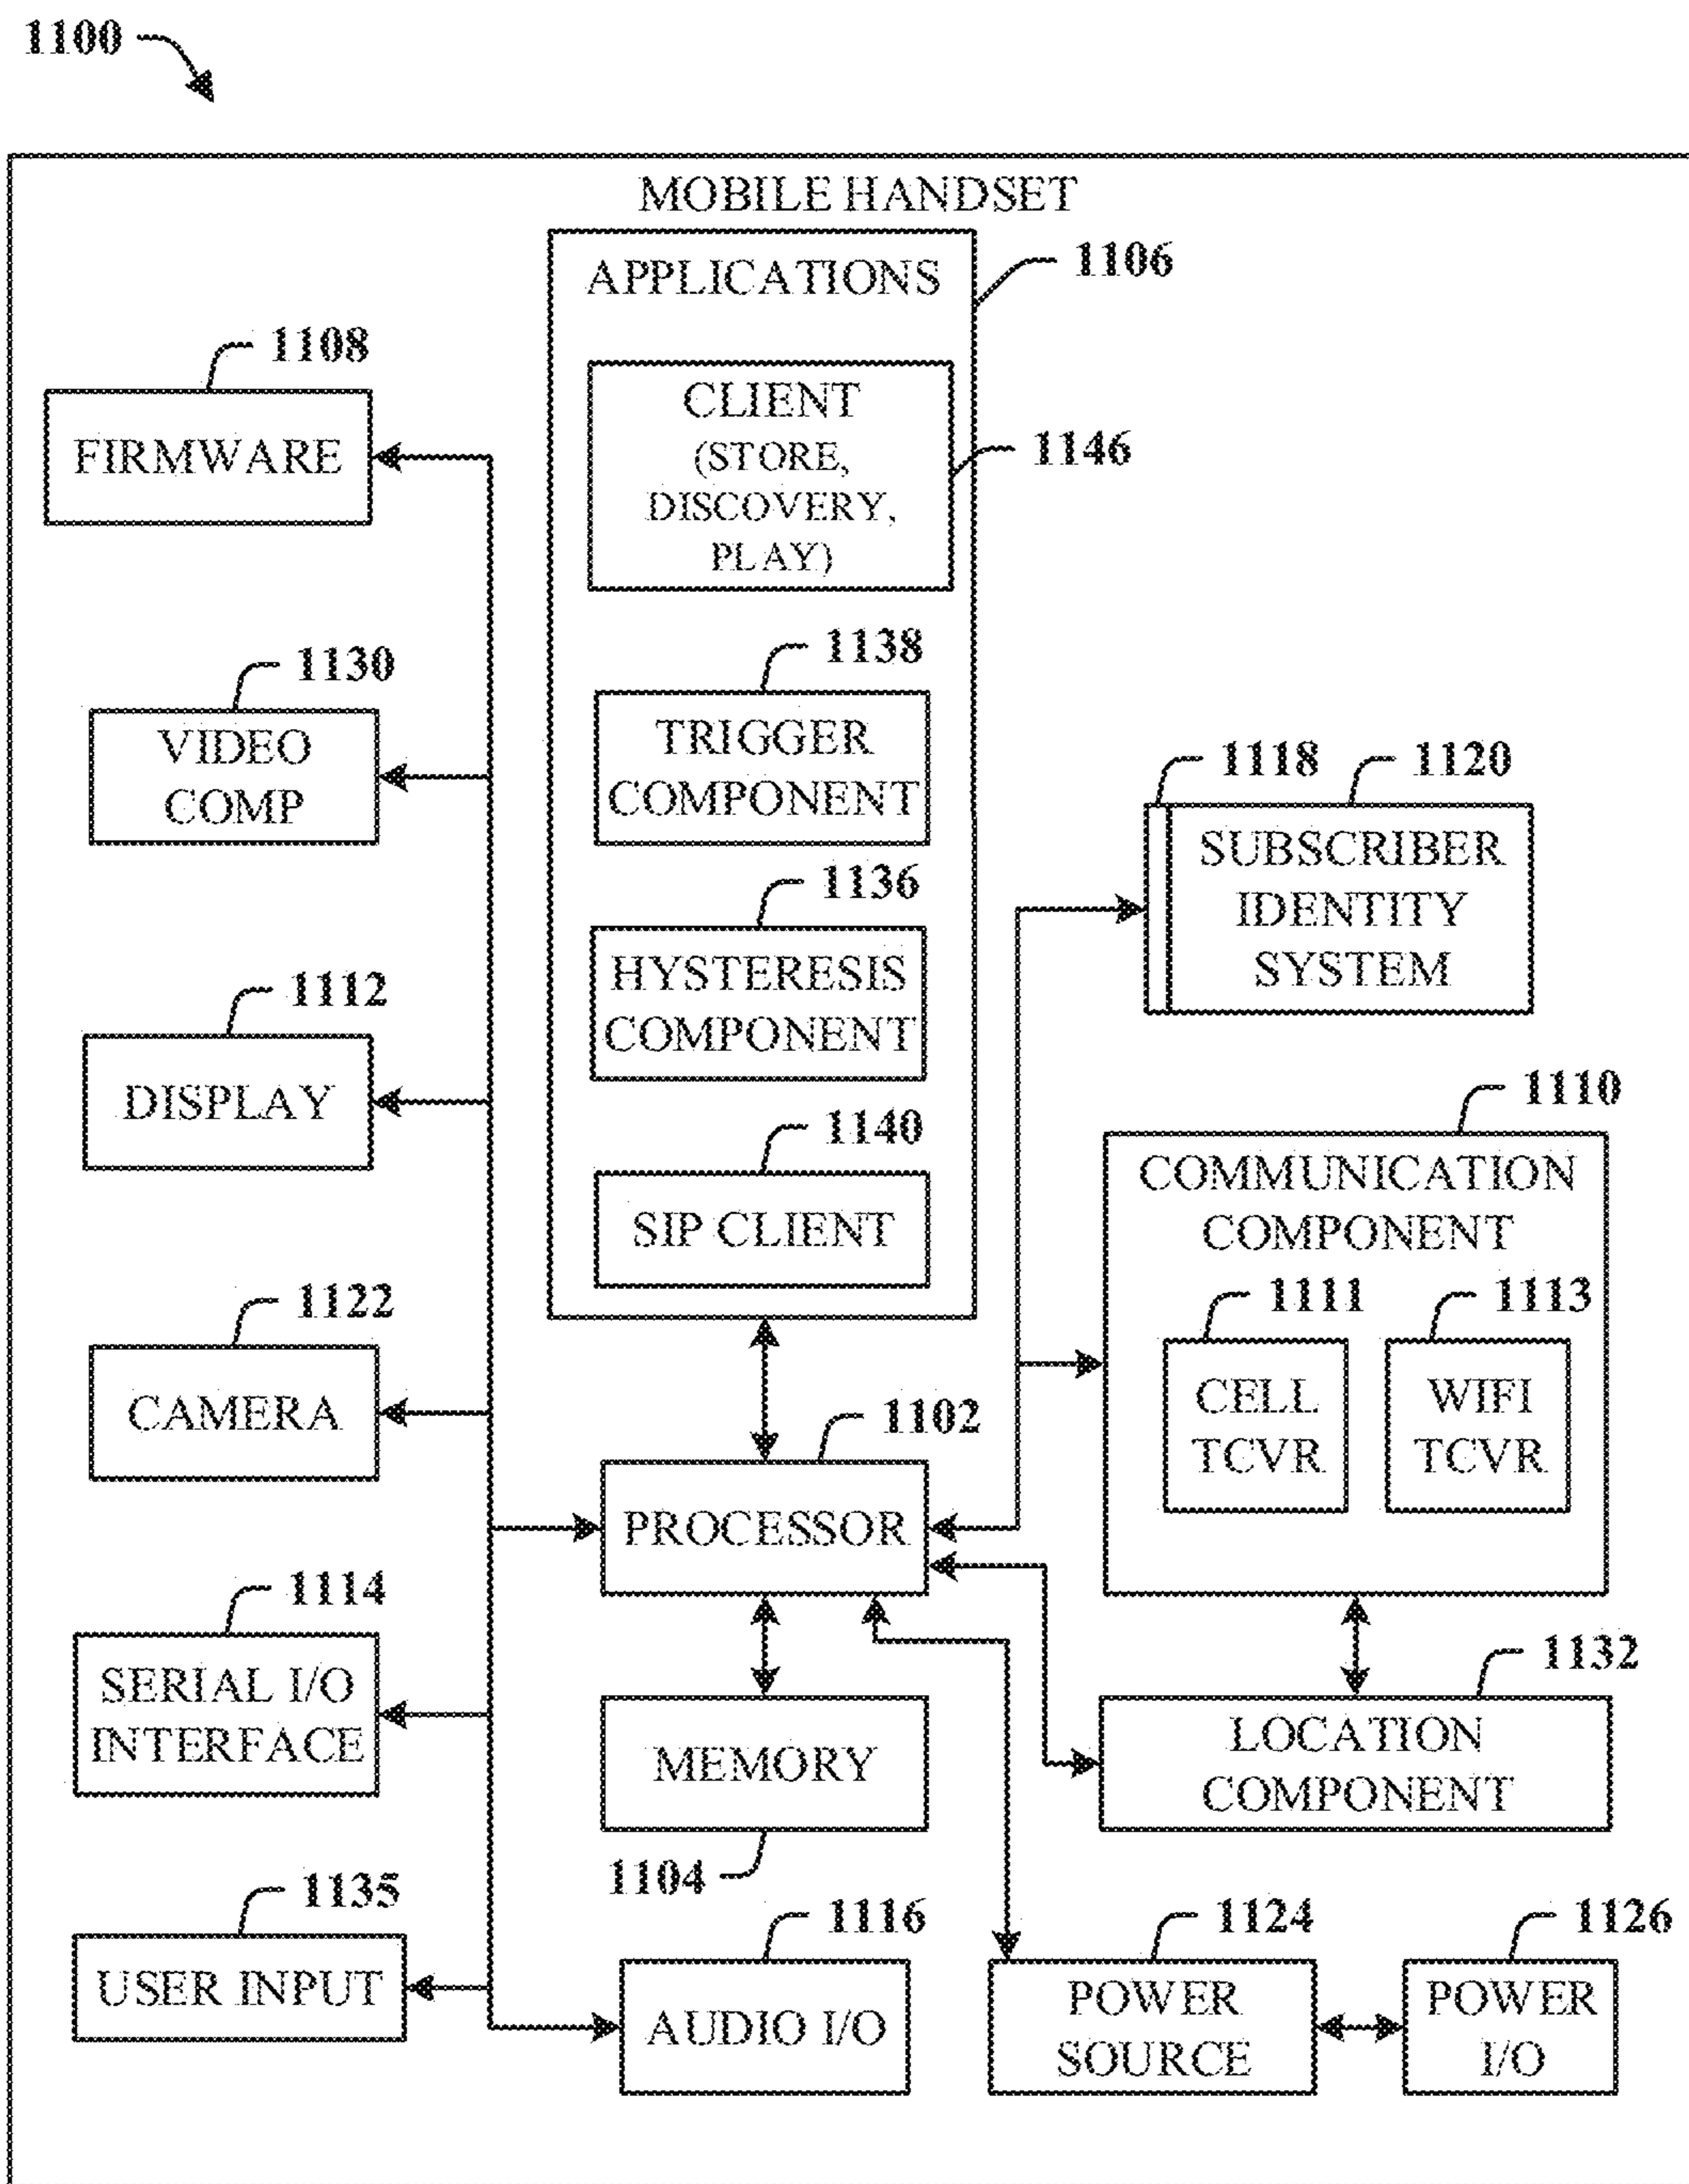 1100
MOBILE HANDSET
APPLICATIONS
1106
CLIENT
(STORE,
DISCOVERY,
PLAY)
1146
1138
TRIGGER
COMPONENT
1136
HYSTERESIS
COMPONENT
1140
SIP CLIENT
1108
FIRMWARE
1130
VIDEO
COMP
1112
DISPLAY
1122
CAMERA
1114
SERIAL I/O
INTERFACE
1135
USER INPUT
1102
PROCESSOR
MEMORY
1104
1116
AUDIO I/O
1118
1120
SUBSCRIBER
IDENTITY
SYSTEM
1110
COMMUNICATION
COMPONENT
1111
CELL
TCVR
1113
WIFI
TCVR
1132
LOCATION
COMPONENT
1124
POWER
SOURCE
1126
POWER
I/O